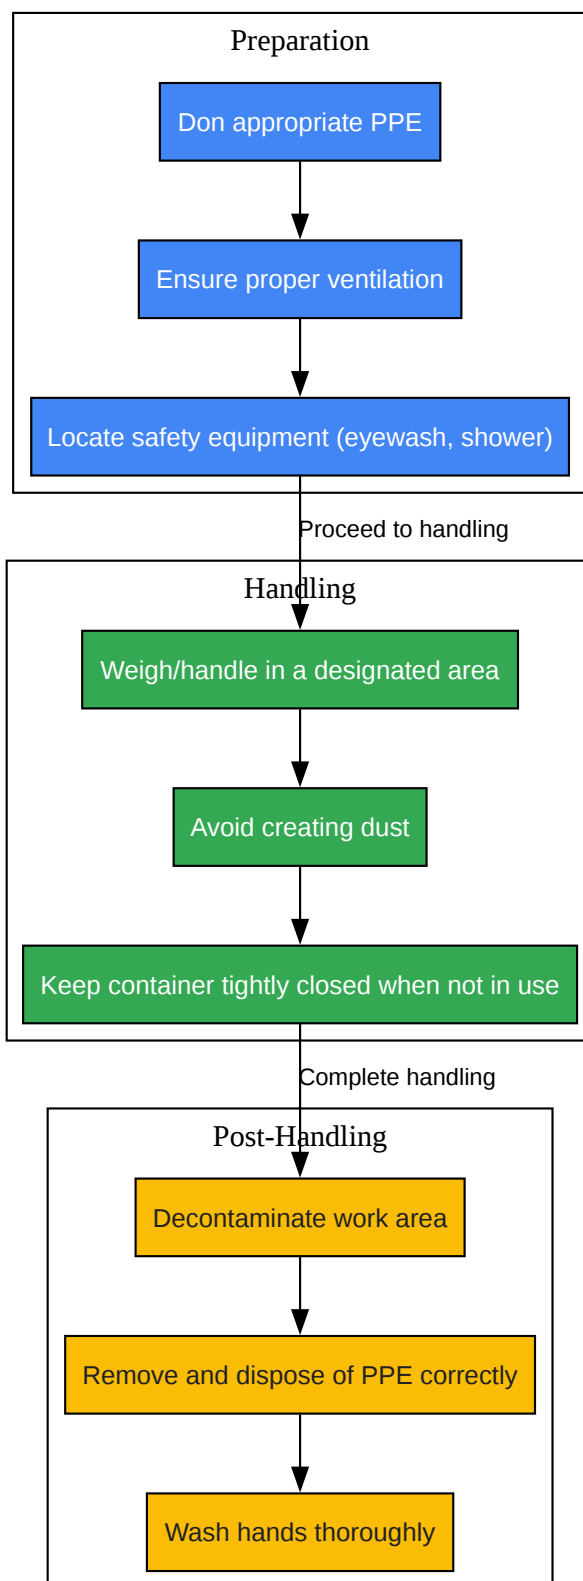 Preparation
Don appropriate PPE
Ensure proper ventilation
Locate safety equipment (eyewash, shower)
Proceed to handling
Handling
Weigh/handle in a designated area
Avoid creating dust
Keep container tightly closed when not in use
Complete handling
Post-Handling
Decontaminate work area
Remove and dispose of PPE correctly
Wash hands thoroughly